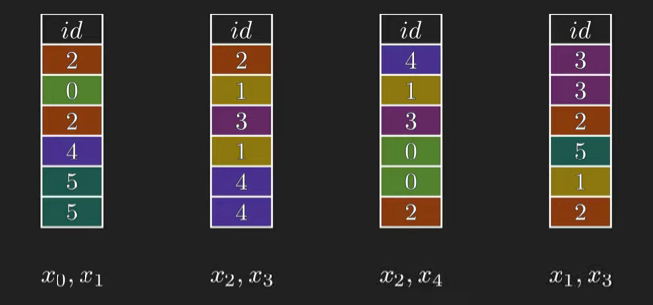 id id id id
2 2 4 3
0 1 1 3
2 3 3 2
4 1 0 5
5 4 0 1
5 4 2 2
x₀, x₁ x₂, x₃ x₂, x₄ x₁, x₃